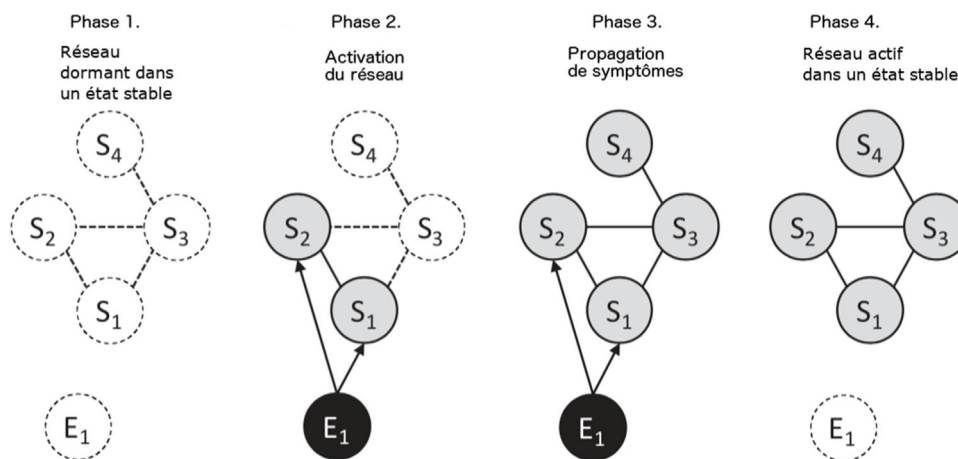 Phase 1.
Réseau
dormant dans
un état stable
S4
S2
S3
S1
E1
Phase 2.
Activation
du réseau
S4
S2
S3
S1
E1
Phase 3.
Propagation
de symptômes
S4
S2
S3
S1
E1
Phase 4.
Réseau actif
dans un état stable
S4
S2
S3
S1
E1